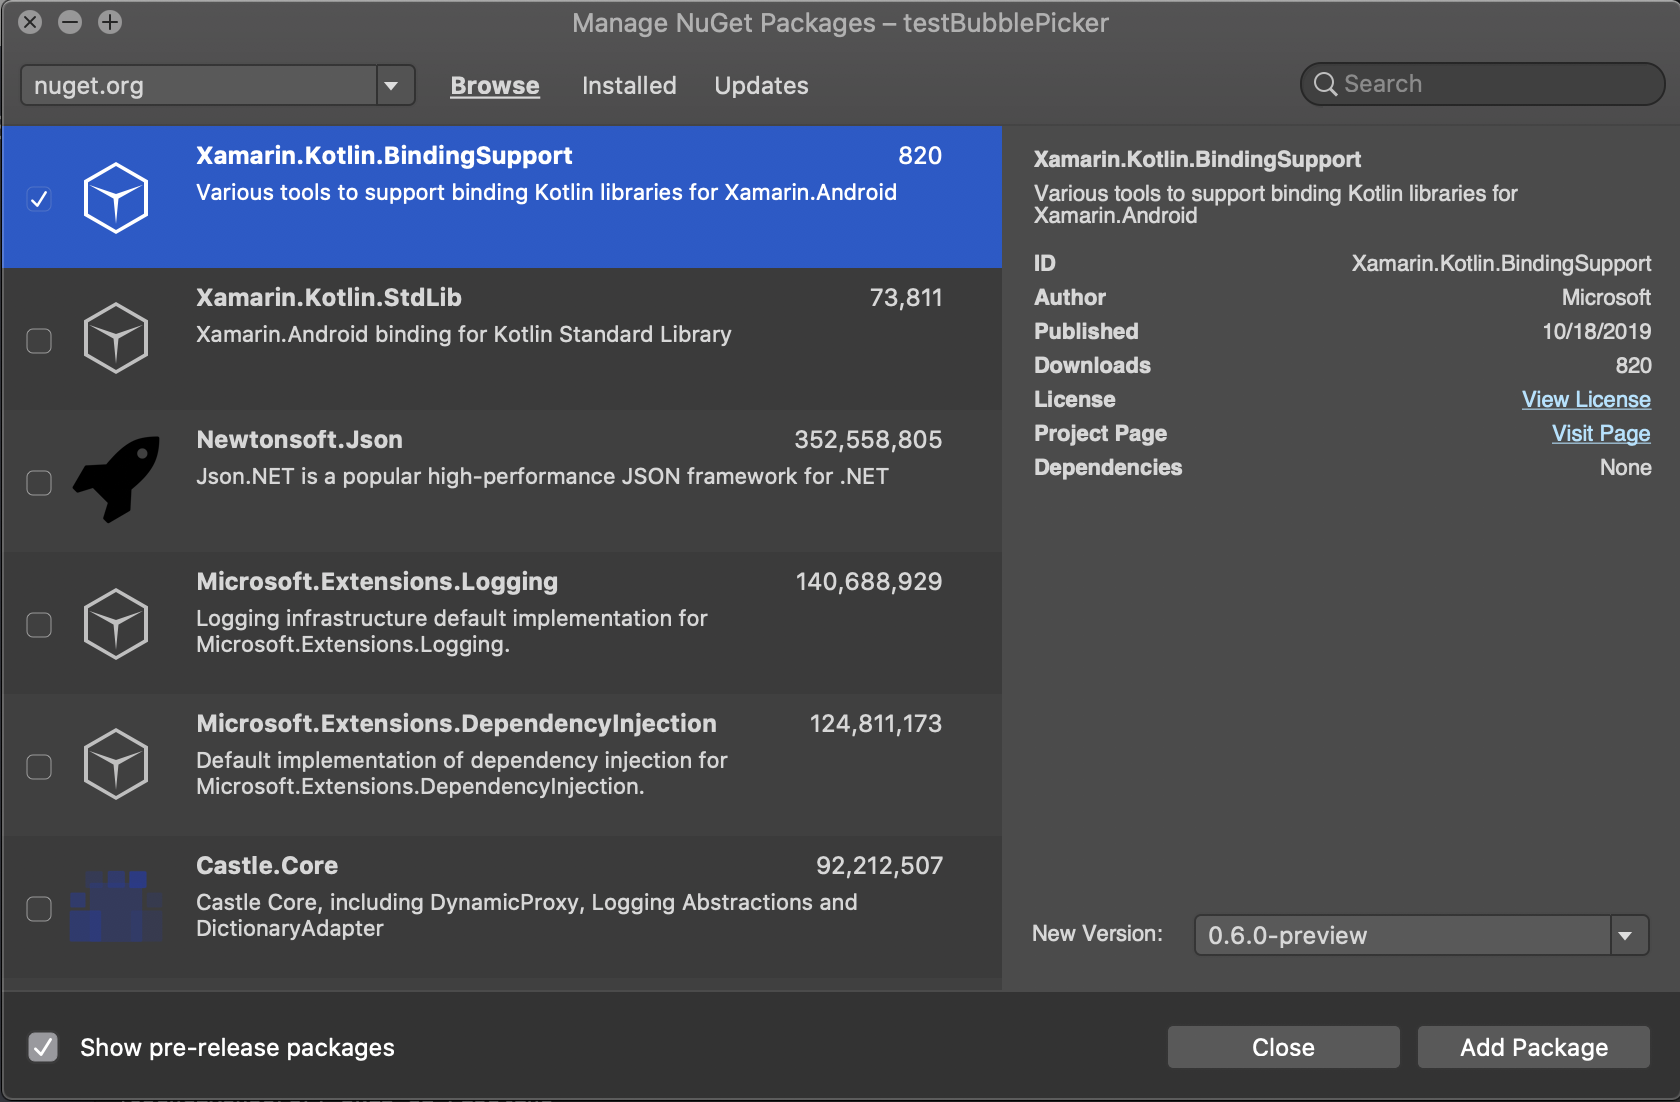 Manage NuGet Packages – testBubblePicker
nuget.org
Browse
Installed
Updates
Search
Xamarin.Kotlin.BindingSupport
820
Various tools to support binding Kotlin libraries for Xamarin.Android
Xamarin.Kotlin.StdLib
73,811
Xamarin.Android binding for Kotlin Standard Library
Newtonsoft.Json
352,558,805
Json.NET is a popular high-performance JSON framework for .NET
Microsoft.Extensions.Logging
140,688,929
Logging infrastructure default implementation for
Microsoft.Extensions.Logging.
Microsoft.Extensions.DependencyInjection
124,811,173
Default implementation of dependency injection for
Microsoft.Extensions.DependencyInjection.
Castle.Core
92,212,507
Castle Core, including DynamicProxy, Logging Abstractions and
DictionaryAdapter
Xamarin.Kotlin.BindingSupport
Various tools to support binding Kotlin libraries for
Xamarin.Android
ID
Xamarin.Kotlin.BindingSupport
Author
Microsoft
Published
10/18/2019
Downloads
820
License
View License
Project Page
Visit Page
Dependencies
None
New Version:
0.6.0-preview
Show pre-release packages
Close
Add Package